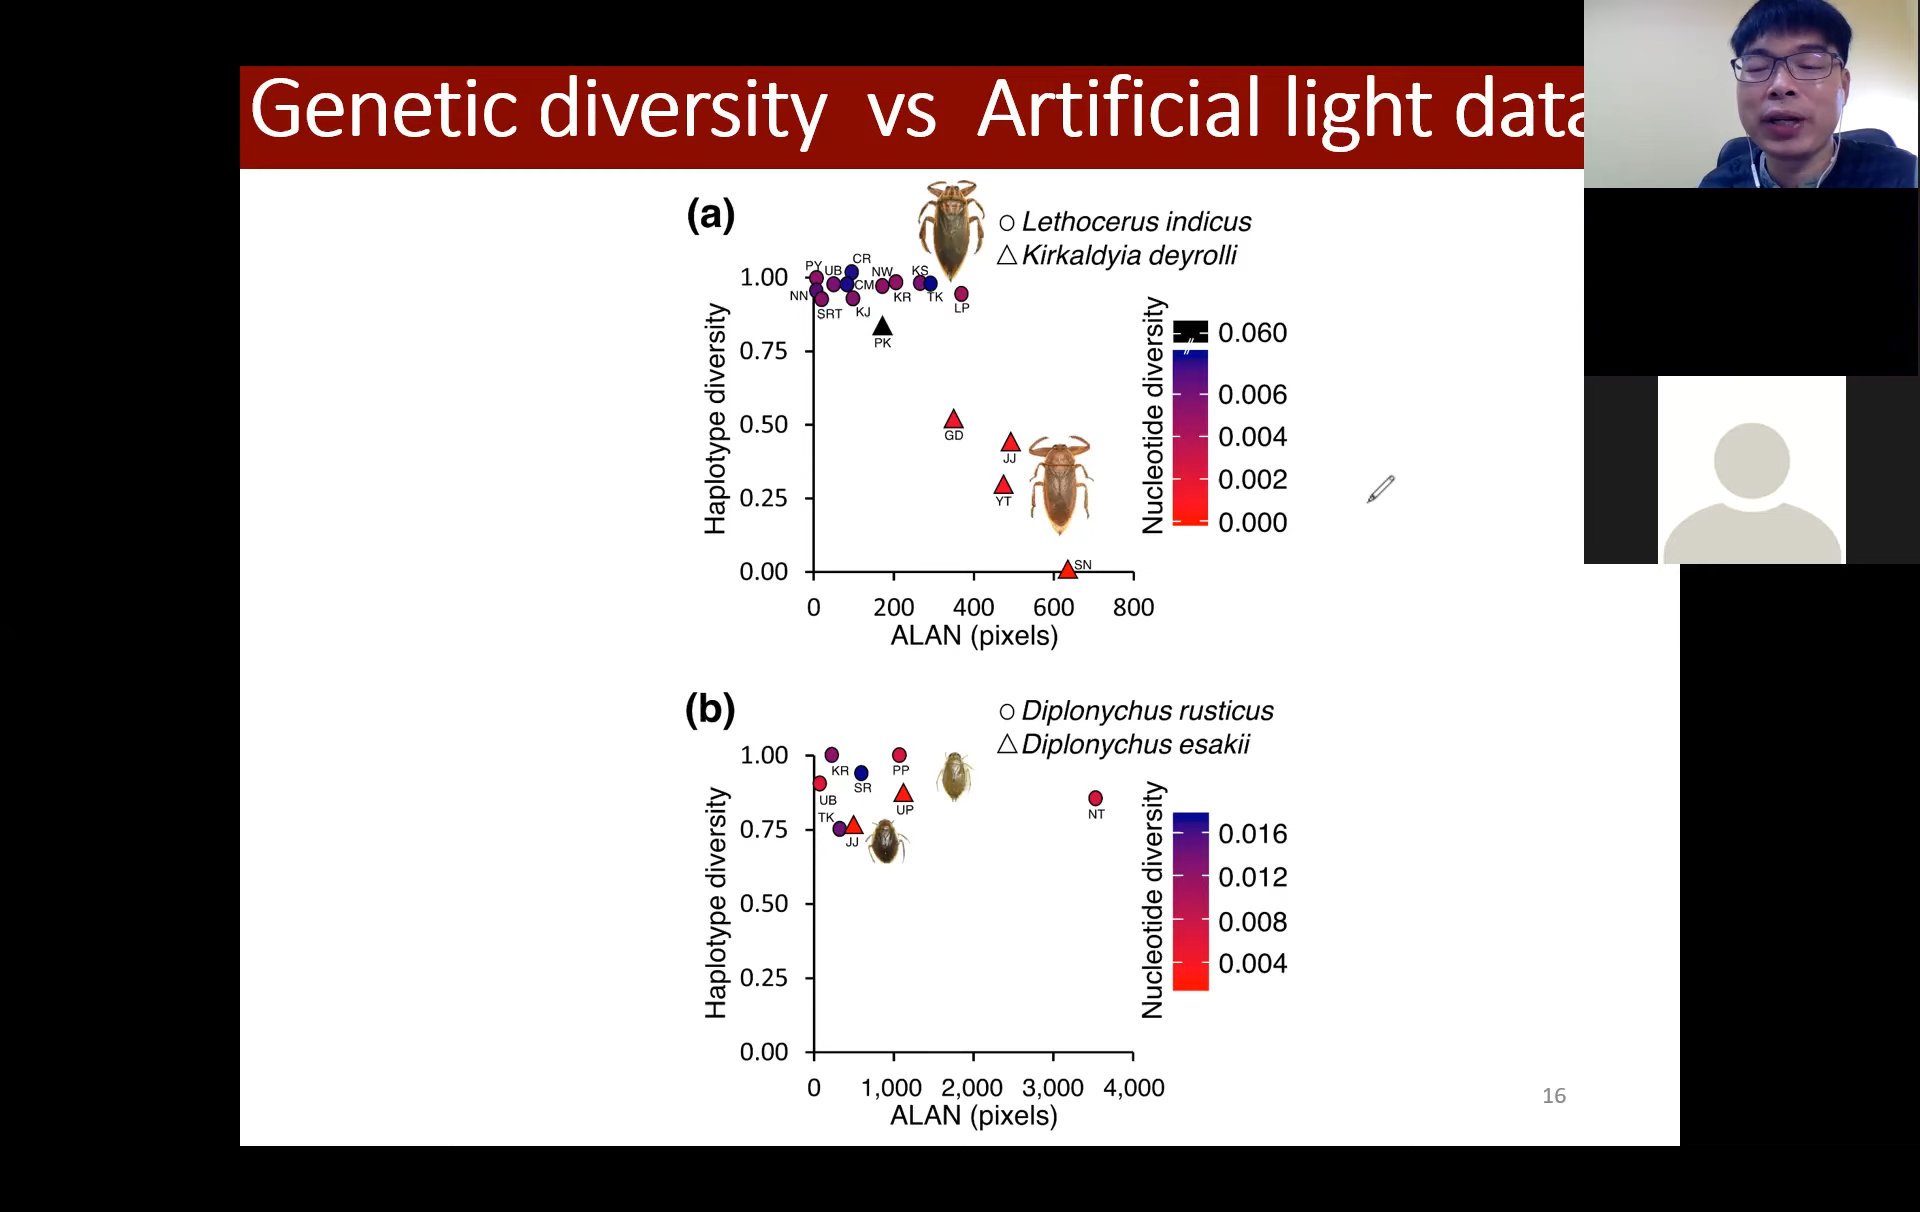 Genetic diversity vs Artificial light data
(a)
Lethocerus indicus
Kirkaldyia deyrolli
Haplotype diversity
1.00
0.75
0.50
0.25
0.00
PY
UB
CR
NW
KS
NN
CM
KR
TK
LP
SRT
KJ
PK
GD
JJ
YT
SN
0
200
400
600
800
ALAN (pixels)
Nucleotide diversity
0.060
0.006
0.004
0.002
0.000
(b)
Diplonychus rusticus
Diplonychus esakii
Haplotype diversity
1.00
0.75
0.50
0.25
0.00
KR
SR
PP
UB
UP
NT
TK
JJ
0
1,000
2,000
3,000
4,000
ALAN (pixels)
Nucleotide diversity
0.016
0.012
0.008
0.004
16